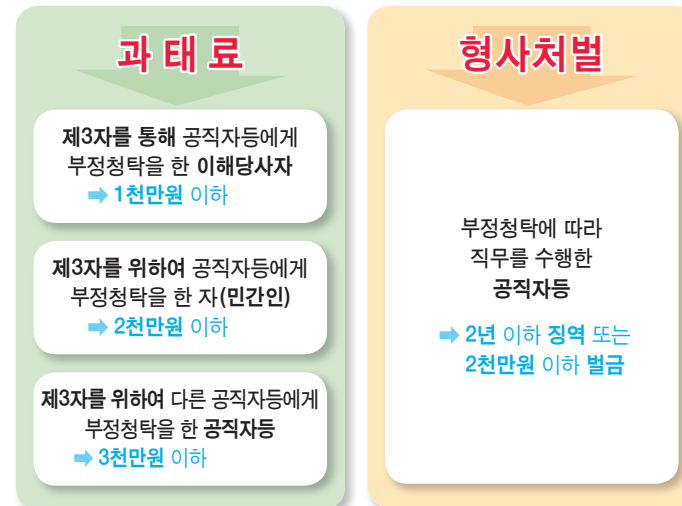 과태료
제3자를 통해 공직자등에게
부정청탁을 한 이해당사자
➡ 1천만원 이하
제3자를 위하여 공직자등에게
부정청탁을 한 자(민간인)
➡ 2천만원 이하
제3자를 위하여 다른 공직자등에게
부정청탁을 한 공직자등
➡ 3천만원 이하
형사처벌
부정청탁에 따라
직무를 수행한
공직자등
➡ 2년 이하 징역 또는
2천만원 이하 벌금